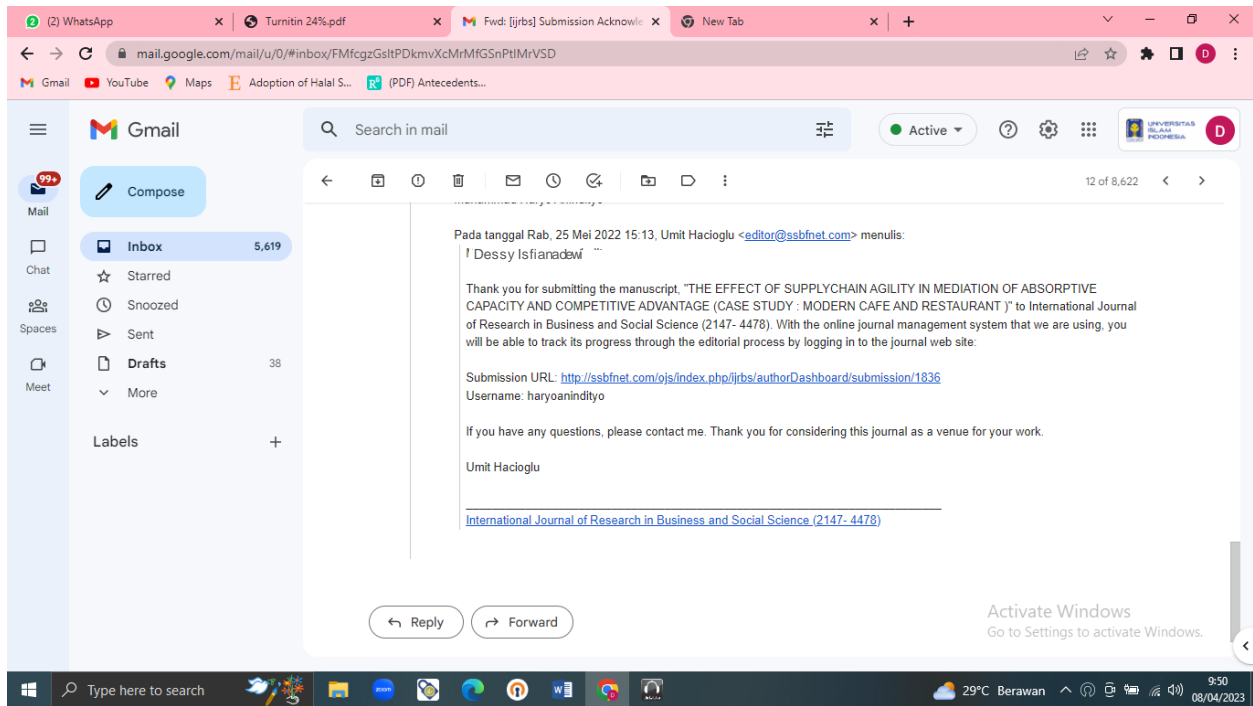 (2) WhatsApp
Turnitin 24%.pdf
Fwd: [ijrbs] Submission Acknowle
New Tab
mail.google.com/mail/u/0/#inbox/FMfcgzGsltPDkmvXcMrMfGSnPtlMrVSD
D
Gmail
YouTube
Maps
Adoption of Halal S...
(PDF) Antecedents...
Gmail
Search in mail
Active
UNIVERSITAS
ISLAM
INDONESIA
D
99+
Mail
Compose
12 of 8,622
Inbox 5,619
Chat
Starred
Snoozed
Spaces
Sent
Drafts 38
Meet
More
Labels
Pada tanggal Rab, 25 Mei 2022 15:13, Umit Hacioglu <editor@ssbfnet.com> menulis:
Dessy Isfianadewi
Thank you for submitting the manuscript, "THE EFFECT OF SUPPLYCHAIN AGILITY IN MEDIATION OF ABSORPTIVE
CAPACITY AND COMPETITIVE ADVANTAGE (CASE STUDY : MODERN CAFE AND RESTAURANT )" to International Journal
of Research in Business and Social Science (2147- 4478). With the online journal management system that we are using, you
will be able to track its progress through the editorial process by logging in to the journal web site:
Submission URL: http://ssbfnet.com/ojs/index.php/ijrbs/authorDashboard/submission/1836
Username: haryoanindityo
If you have any questions, please contact me. Thank you for considering this journal as a venue for your work.
Umit Hacioglu
International Journal of Research in Business and Social Science (2147- 4478)
Reply
Forward
Activate Windows
Go to Settings to activate Windows.
Type here to search
zoom
29°C Berawan
9:50
08/04/2023